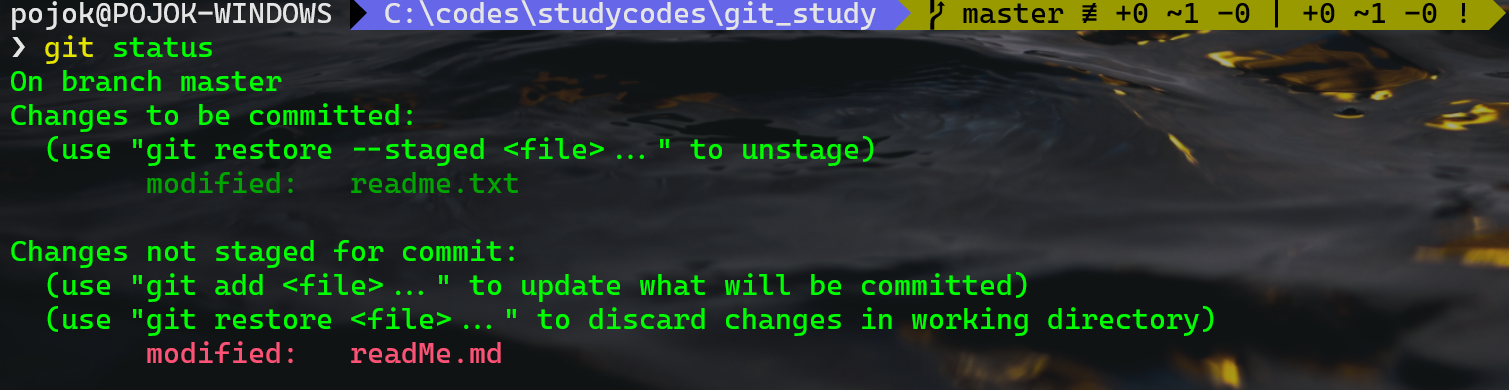 pojok@POJOK-WINDOWS C:\codes\studycodes\git_study master ≢ +0 ~1 -0 | +0 ~1 -0 !
❯ git status
On branch master
Changes to be committed:
  (use "git restore --staged <file>..." to unstage)
        modified:   readme.txt

Changes not staged for commit:
  (use "git add <file>..." to update what will be committed)
  (use "git restore <file>..." to discard changes in working directory)
        modified:   readMe.md